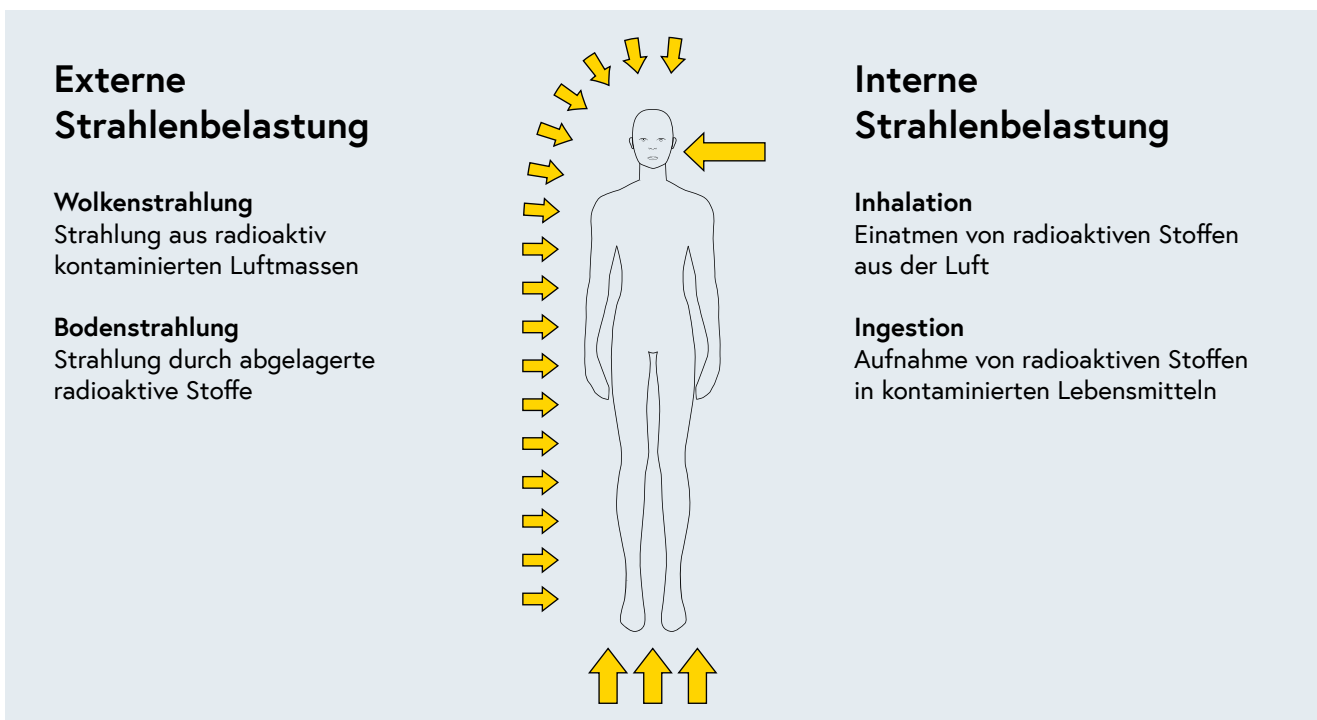 Externe
Strahlenbelastung
Wolkenstrahlung
Strahlung aus radioaktiv
kontaminierten Luftmassen
Bodenstrahlung
Strahlung durch abgelagerte
radioaktive Stoffe
Interne
Strahlenbelastung
Inhalation
Einatmen von radioaktiven Stoffen
aus der Luft
Ingestion
Aufnahme von radioaktiven Stoffen
in kontaminierten Lebensmitteln